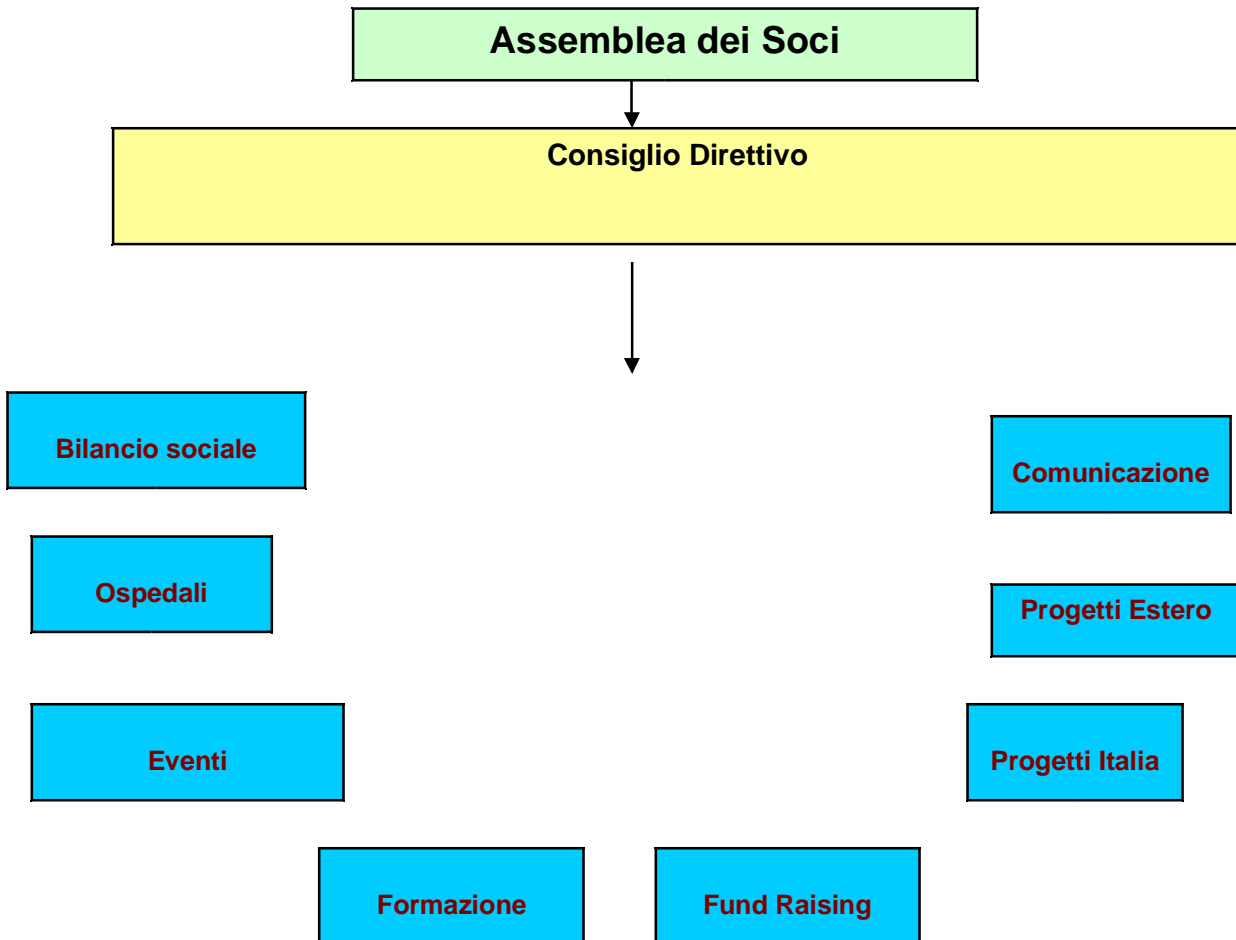 Assemblea dei Soci
Consiglio Direttivo
Bilancio sociale
Comunicazione
Ospedali
Progetti Estero
Eventi
Progetti Italia
Formazione
Fund Raising